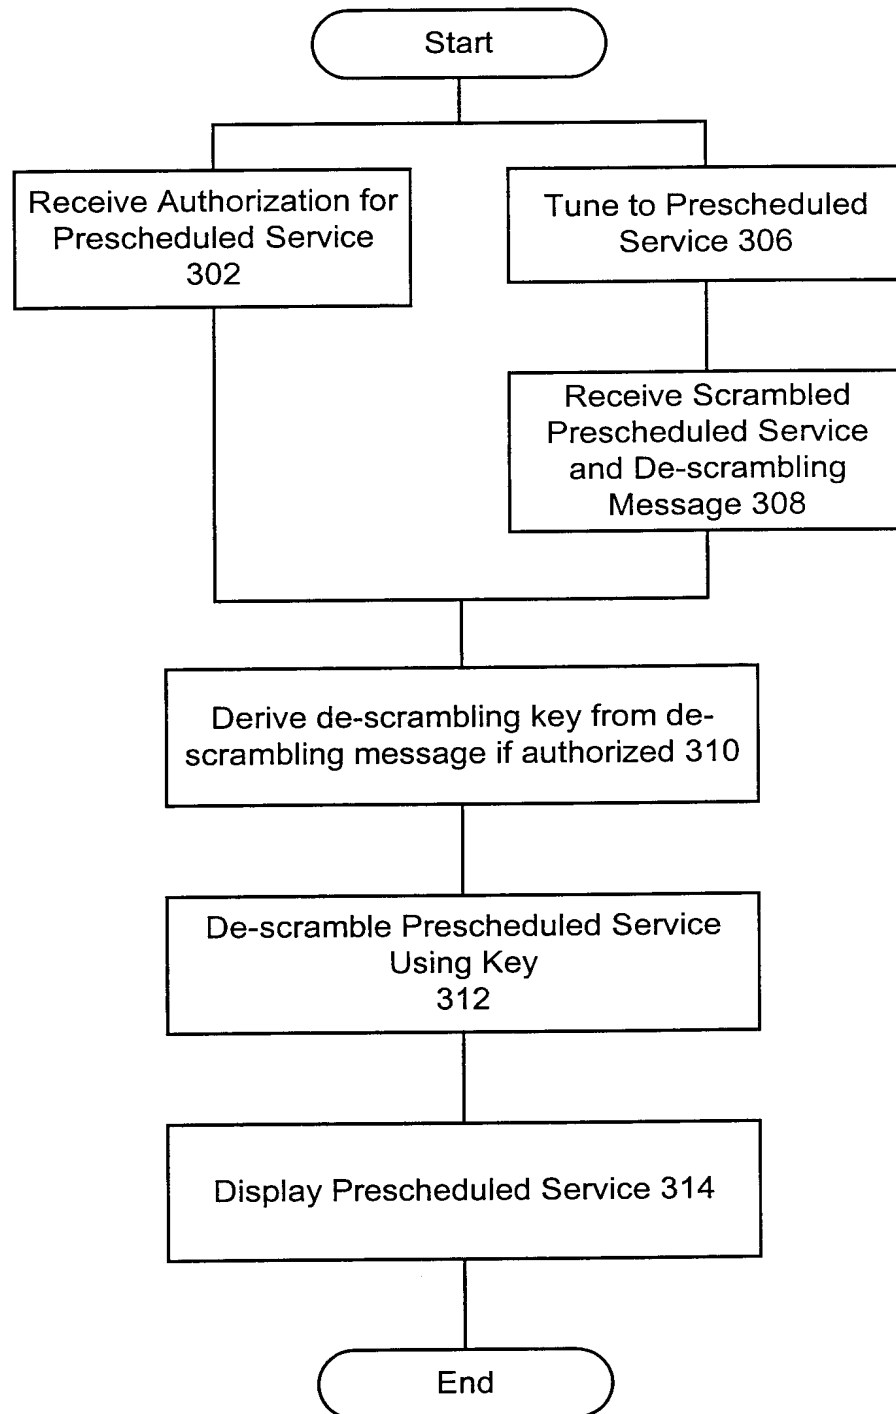 Start
Receive Authorization for
Prescheduled Service
302
Tune to Prescheduled
Service 306
Receive Scrambled
Prescheduled Service
and De-scrambling
Message 308
Derive de-scrambling key from de-
scrambling message if authorized 310
De-scramble Prescheduled Service
Using Key
312
Display Prescheduled Service 314
End